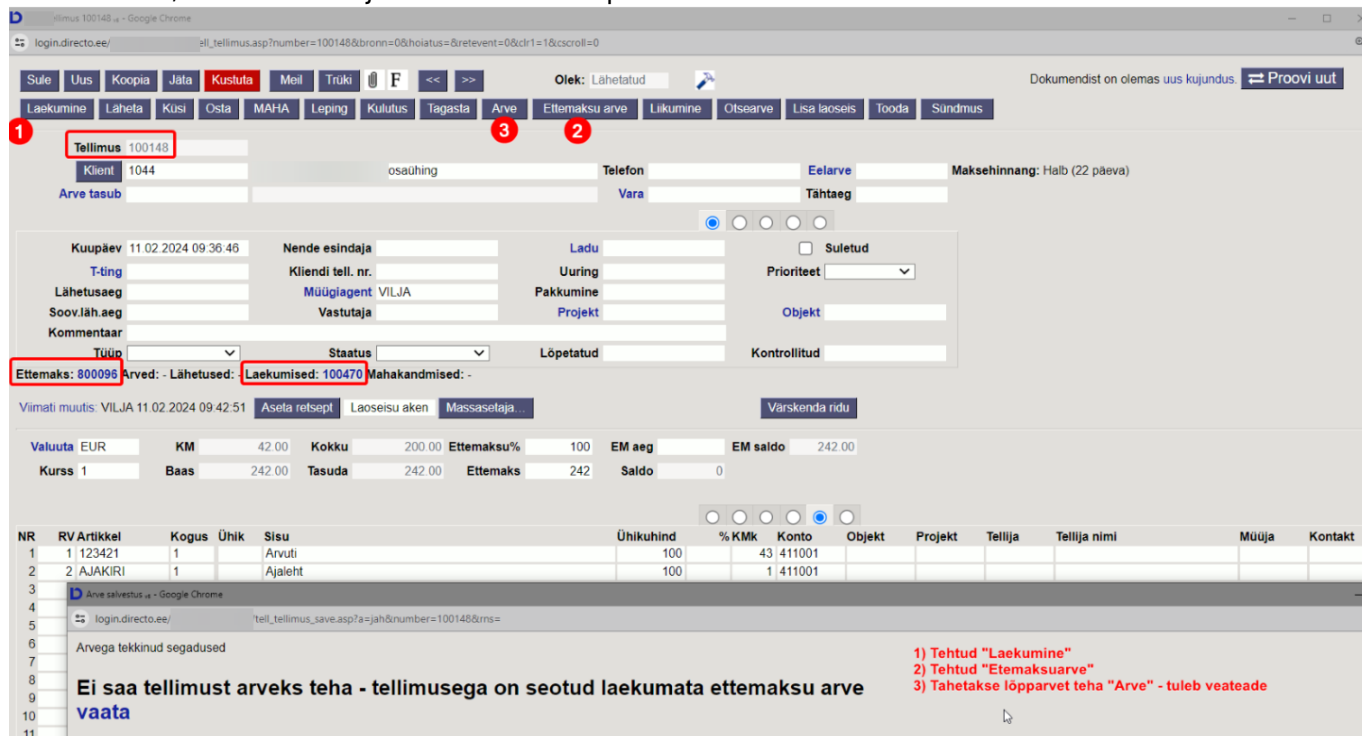 ellimus 100148 v8 - Google Chrome
login.directo.ee/ ell_tellimus.asp?number=100148&bronn=0&hoiatus=&retevent=0&clr1=1&cscroll=0
Sule Uus Koopia Jäta Kustuta Meil Trüki F << >> Olek: Lähetatud Dokumendist on olemas uus kujundus. Proovi uut
Laekumine Läheta Küsi Osta MAHA Leping Kulutus Tagasta Arve Ettemaksu arve Liikumine Otsearve Lisa laoseis Tooda Sündmus
1 3 2
Tellimus 100148
Klient 1044 osaühing Telefon Eelarve Maksehinnang: Halb (22 päeva)
Arve tasub Vara Tähtaeg
Kuupäev 11.02.2024 09:36:46 Nende esindaja Ladu Suletud
T-ting Kliendi tell. nr. Uuring Prioriteet
Lähetusaeg Müügiagent VILJA Pakkumine
Soov.läh.aeg Vastutaja Projekt Objekt
Kommentaar
Tüüp Staatus Lõpetatud Kontrollitud
Ettemaks: 800096 Arved: - Lähetused: - Laekumised: 100470 Mahakandmised: -
Viimati muutis: VILJA 11.02.2024 09:42:51 Aseta retsept Laoseisu aken Massasetaja... Värskenda ridu
Valuuta EUR KM 42.00 Kokku 200.00 Ettemaksu% 100 EM aeg EM saldo 242.00
Kurss 1 Baas 242.00 Tasuda 242.00 Ettemaks 242 Saldo 0
NR RV Artikkel Kogus Ühik Sisu Ühikuhind % KMk Konto Objekt Projekt Tellija Tellija nimi Müüja Kontakt
1 1 123421 1 Arvuti 100 43 411001
2 2 AJAKIRI 1 Ajaleht 100 1 411001
3 Arve salvestus v8 - Google Chrome
4
5 login.directo.ee/ /tell_tellimus_save.asp?a=jah&number=100148&rns=
6 Arvega tekkinud segadused
7 1) Tehtud "Laekumine"
8 2) Tehtud "Etemaksuarve"
9 Ei saa tellimust arveks teha - tellimusega on seotud laekumata ettemaksu arve 3) Tahetakse lõpparvet teha "Arve" - tuleb veateade
10 vaata
11